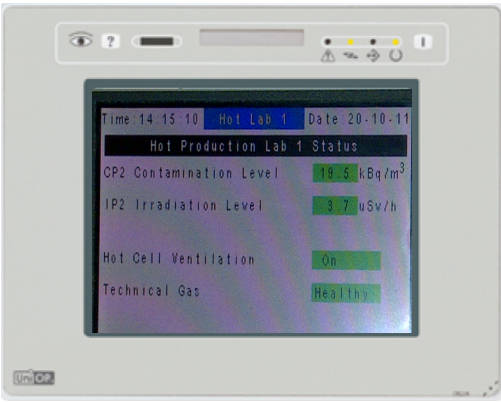 ?
Time:14:15:10 Hot Lab 1 Date 20-10-11
Hot Production Lab 1 Status
CP2 Contamination Level 10.5 kBq/m³
IP2 Irradiation Level 3.7 uSv/h
Hot Cell Ventilation On
Technical Gas Healthy
UniOP